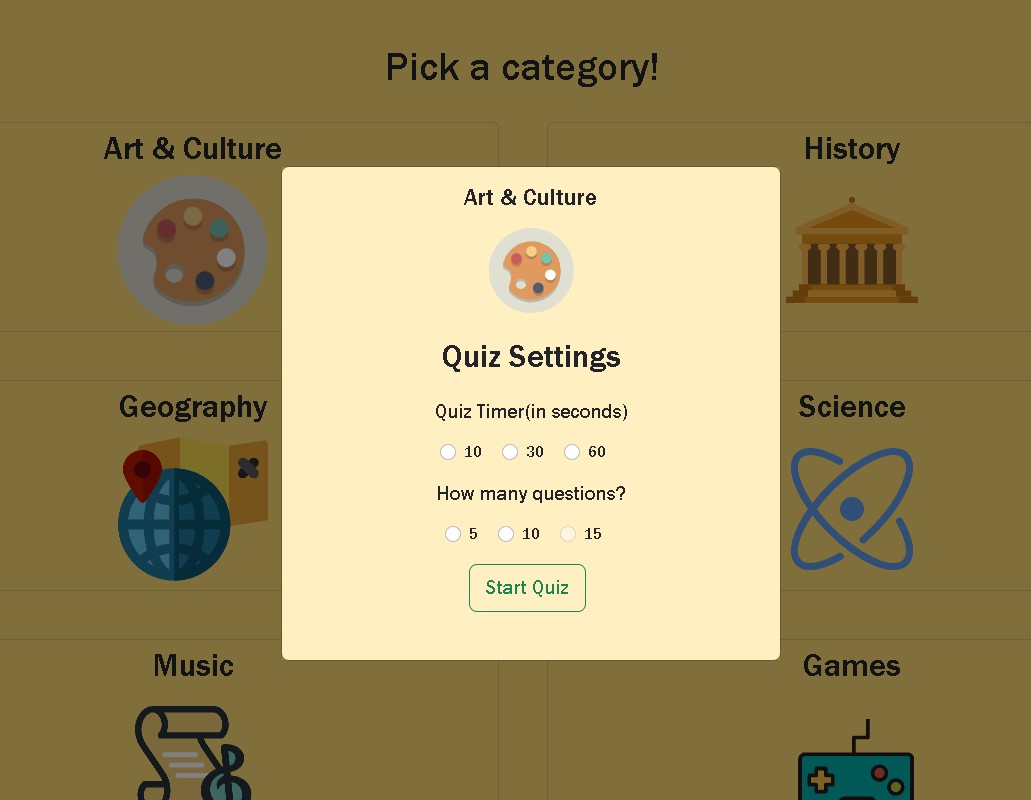 Pick a category!
Art & Culture
History
Art & Culture
Quiz Settings
Geography
Science
Quiz Timer(in seconds)
10 30 60
How many questions?
5 10 15
Start Quiz
Music
Games